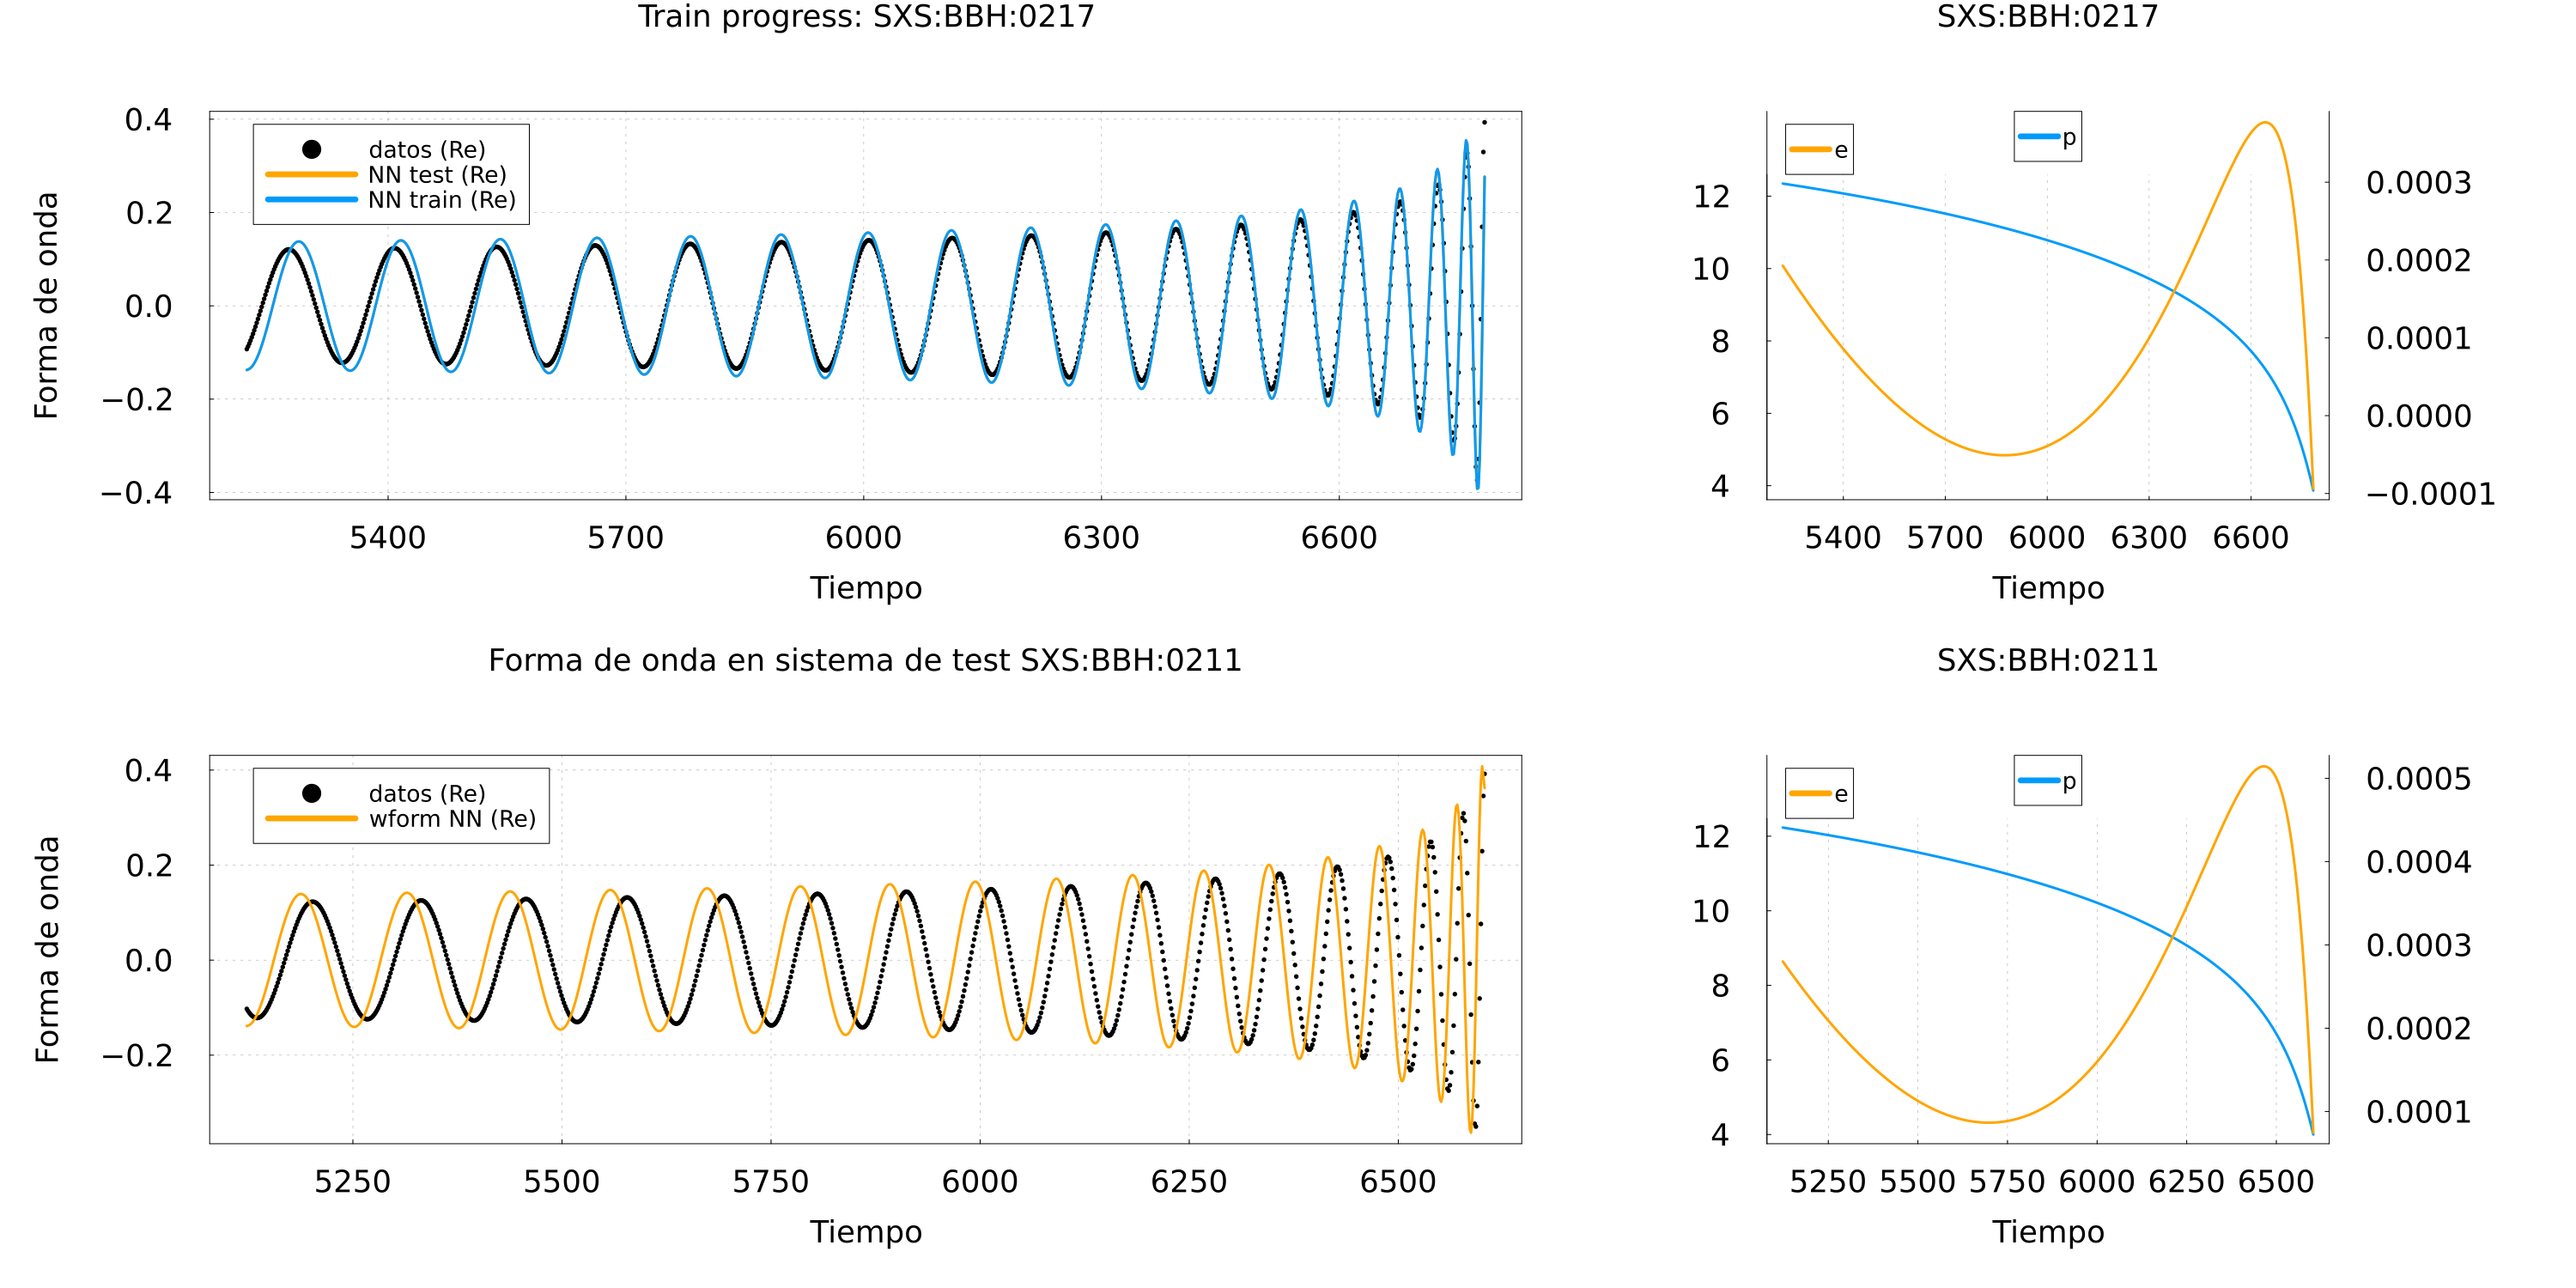 Train progress: SXS:BBH:0217
datos (Re)
NN test (Re)
NN train (Re)
Forma de onda
0.4
0.2
0.0
−0.2
−0.4
5400 5700 6000 6300 6600
Tiempo
SXS:BBH:0217
e
p
12
10
8
6
4
0.0003
0.0002
0.0001
0.0000
−0.0001
5400 5700 6000 6300 6600
Tiempo
Forma de onda en sistema de test SXS:BBH:0211
datos (Re)
wform NN (Re)
Forma de onda
0.4
0.2
0.0
−0.2
5250 5500 5750 6000 6250 6500
Tiempo
SXS:BBH:0211
e
p
12
10
8
6
4
0.0005
0.0004
0.0003
0.0002
0.0001
5250 5500 5750 6000 6250 6500
Tiempo